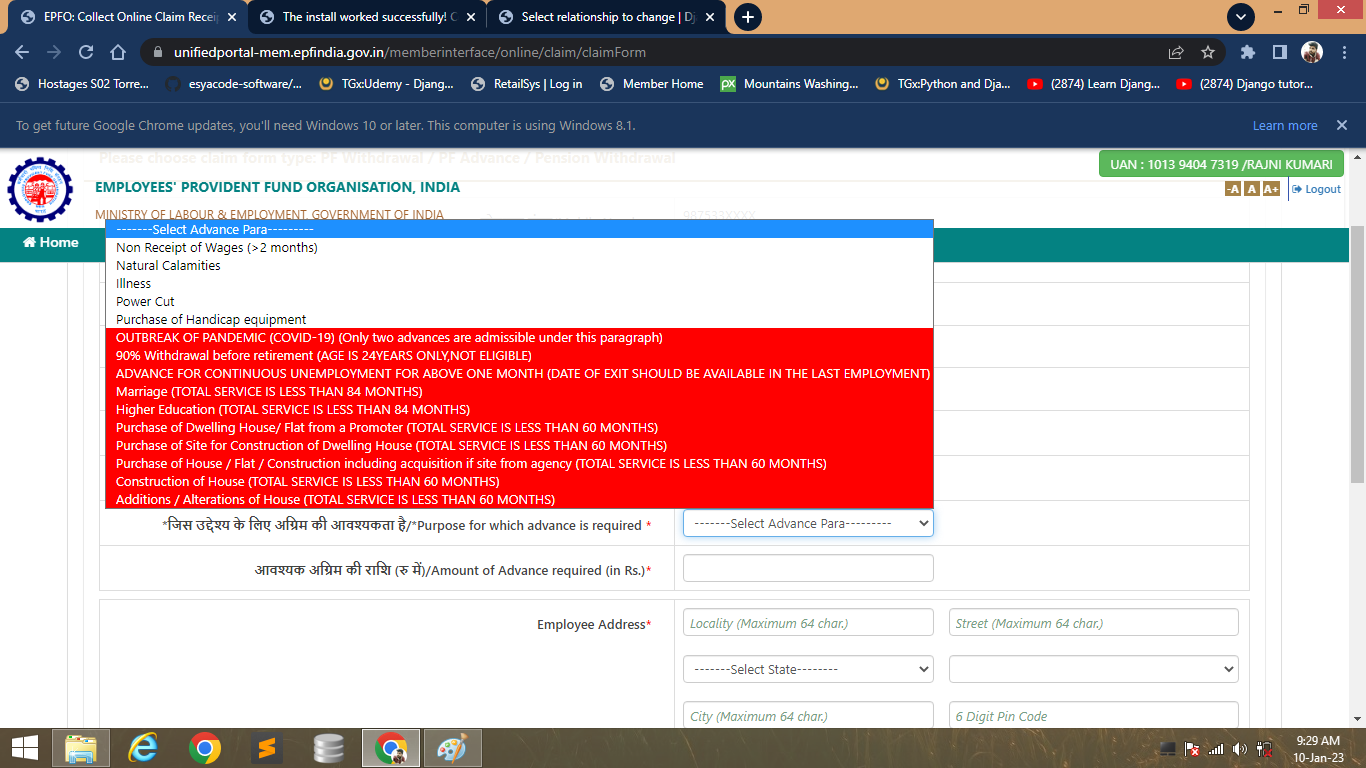 EPFO: Collect Online Claim Recei
The install worked successfully! C
Select relationship to change | Dj
unifiedportal-mem.epfindia.gov.in/memberinterface/online/claim/claimForm
Hostages S02 Torre... esyacode-software/... TGx:Udemy - Djang... RetailSys | Log in Member Home Mountains Washing... TGx:Python and Dja... (2874) Learn Djang... (2874) Django tutor...
To get future Google Chrome updates, you'll need Windows 10 or later. This computer is using Windows 8.1. Learn more
Please choose claim form type: PF Withdrawal / PF Advance / Pension Withdrawal
UAN : 1013 9404 7319 /RAJNI KUMARI
EMPLOYEES' PROVIDENT FUND ORGANISATION, INDIA
-A A A+ Logout
MINISTRY OF LABOUR & EMPLOYMENT, GOVERNMENT OF INDIA
987533XXXX
Home
-------Select Advance Para---------
Non Receipt of Wages (>2 months)
Natural Calamities
Illness
Power Cut
Purchase of Handicap equipment
OUTBREAK OF PANDEMIC (COVID-19) (Only two advances are admissible under this paragraph)
90% Withdrawal before retirement (AGE IS 24YEARS ONLY,NOT ELIGIBLE)
ADVANCE FOR CONTINUOUS UNEMPLOYMENT FOR ABOVE ONE MONTH (DATE OF EXIT SHOULD BE AVAILABLE IN THE LAST EMPLOYMENT)
Marriage (TOTAL SERVICE IS LESS THAN 84 MONTHS)
Higher Education (TOTAL SERVICE IS LESS THAN 84 MONTHS)
Purchase of Dwelling House/ Flat from a Promoter (TOTAL SERVICE IS LESS THAN 60 MONTHS)
Purchase of Site for Construction of Dwelling House (TOTAL SERVICE IS LESS THAN 60 MONTHS)
Purchase of House / Flat / Construction including acquisition if site from agency (TOTAL SERVICE IS LESS THAN 60 MONTHS)
Construction of House (TOTAL SERVICE IS LESS THAN 60 MONTHS)
Additions / Alterations of House (TOTAL SERVICE IS LESS THAN 60 MONTHS)
*जिस उद्देश्य के लिए अग्रिम की आवश्यकता है/*Purpose for which advance is required * -------Select Advance Para---------
आवश्यक अग्रिम की राशि (रु में)/Amount of Advance required (in Rs.)*
Employee Address* Locality (Maximum 64 char.) Street (Maximum 64 char.)
-------Select State--------
City (Maximum 64 char.) 6 Digit Pin Code
9:29 AM
10-Jan-23